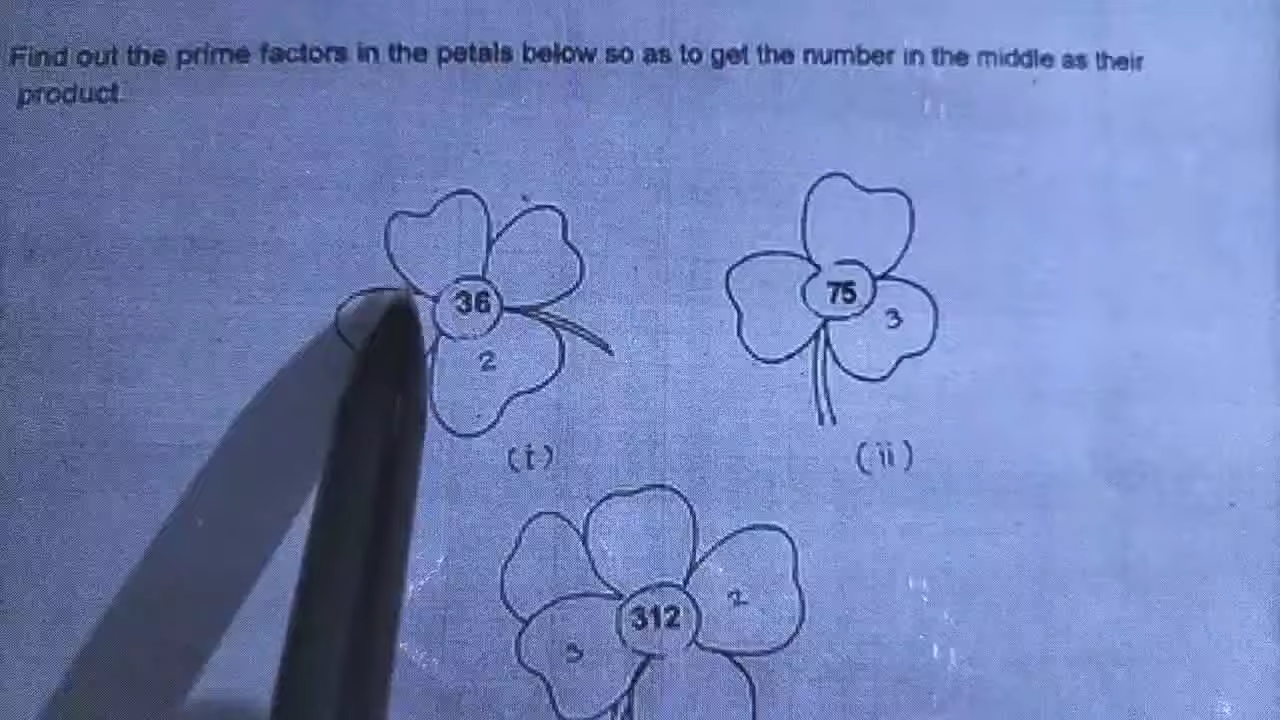 Find out the prime factors in the petals below so as to get the number in the middle as their
product
36
2
75
3
(i)
(ii)
312
2
3